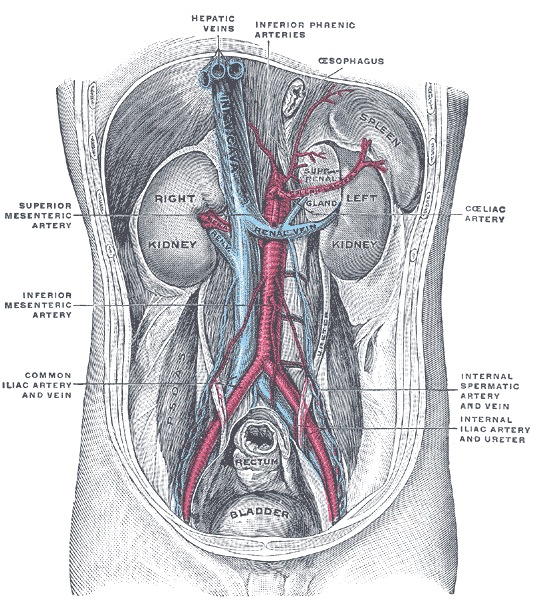 HEPATIC
VEINS
INFERIOR PHRENIC
ARTERIES
ŒSOPHAGUS
SPLEEN
SUPRA
RENAL
GLAND
RIGHT
KIDNEY
LEFT
KIDNEY
SUPERIOR
MESENTERIC
ARTERY
CŒLIAC
ARTERY
RENAL VEIN
INFERIOR
MESENTERIC
ARTERY
URETER
PSOAS
COMMON
ILIAC ARTERY
AND VEIN
INTERNAL
SPERMATIC
ARTERY
AND VEIN
INTERNAL
ILIAC ARTERY
AND URETER
RECTUM
BLADDER